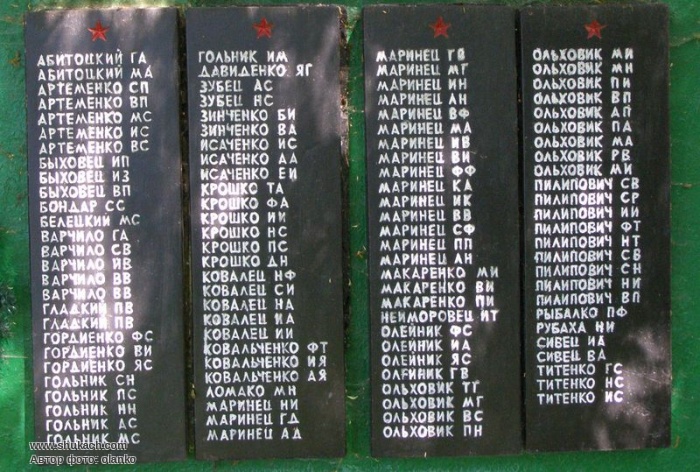 АБИТОЦКИЙ ГА
АБИТОЦКИЙ МА
АРТЕМЕНКО СП
АРТЕМЕНКО ВП
АРТЕМЕНКО МС
АРТЕМЕНКО ИС
АРТЕМЕНКО ВС
БЫХОВЕЦ ИП
БЫХОВЕЦ ИЗ
БЫХОВЕЦ ВП
БОНДАР СС
БЕЛЕЦКИЙ МС
ВАРЧИЛО ГА
ВАРЧИЛО СВ
ВАРЧИЛО ЯВ
ВАРЧИЛО ВВ
ВАРЧИЛО ВВ
ГЛАДКИЙ ПВ
ГЛАДКИЙ ПВ
ГОРДИЕНКО ФС
ГОРДИЕНКО ВИ
ГОРДИЕНКО ЯС
ГОЛЬНИК СН
ГОЛЬНИК ПС
ГОЛЬНИК НН
ГОЛЬНИК АС
ГОЛЬНИК МС
ГОЛЬНИК ИМ
ДАВИДЕНКО ЯГ
ЗУБЕЦ АС
ЗУБЕЦ НС
ЗИНЧЕНКО БИ
ЗИНЧЕНКО ВА
ИСАЧЕНКО ИС
ИСАЧЕНКО АА
ИСАЧЕНКО ЕИ
КРОШКО ТА
КРОШКО ФА
КРОШКО ИИ
КРОШКО НС
КРОШКО ПС
КРОШКО ДН
КОВАЛЕЦ НФ
КОВАЛЕЦ СИ
КОВАЛЕЦ НА
КОВАЛЕЦ ИА
КОВАЛЕЦ ИИ
КОВАЛЬЧЕНКО ФТ
КОВАЛЬЧЕНКО ИЯ
КОВАЛЬЧЕНКО АЯ
ЛОМАКО МН
МАРИНЕЦ НИ
МАРИНЕЦ ГД
МАРИНЕЦ АД
МАРИНЕЦ ГВ
МАРИНЕЦ МГ
МАРИНЕЦ ИН
МАРИНЕЦ АН
МАРИНЕЦ ВФ
МАРИНЕЦ МА
МАРИНЕЦ ИВ
МАРИНЕЦ ВИ
МАРИНЕЦ ФФ
МАРИНЕЦ КА
МАРИНЕЦ ИК
МАРИНЕЦ ВВ
МАРИНЕЦ СФ
МАРИНЕЦ ПП
МАРИНЕЦ АН
МАКАРЕНКО МИ
МАКАРЕНКО ВИ
МАКАРЕНКО ПИ
НЕИМОРОВЕЦ ИТ
ОЛЕЙНИК ФС
ОЛЕЙНИК ИА
ОЛЕЙНИК ЯС
ГВ
ОЛЬХОВИК ТГ
ОЛЬХОВИК МГ
ОЛЬХОВИК ВС
ОЛЬХОВИК ПН
ОЛЬХОВИК МИ
ОЛЬХОВИК МН
ОЛЬХОВИК ПИ
ОЛЬХОВИК ВП
ОЛЬХОВИК АП
ОЛЬХОВИК ПА
ОЛЬХОВИК МА
ОЛЬХОВИК РВ
ОЛЬХОВИК МИ
ПИЛИПОВИЧ СВ
ПИЛИПОВИЧ СР
ПИЛИПОВИЧ ИИ
ПИЛИПОВИЧ ФТ
ПИЛИПОВИЧ НТ
ПИЛИПОВИЧ СВ
ПИЛИПОВИЧ СН
ПИЛИПОВИЧ НИ
ПИЛИПОВИЧ ВП
РЫБАЛКО ПФ
РУБАХА НИ
СИВЕЦ ИА
СИВЕЦ ВА
ТИТЕНКО ГС
ТИТЕНКО НС
ТИТЕНКО ИС
www.shukach.com
Автор фото: olanko